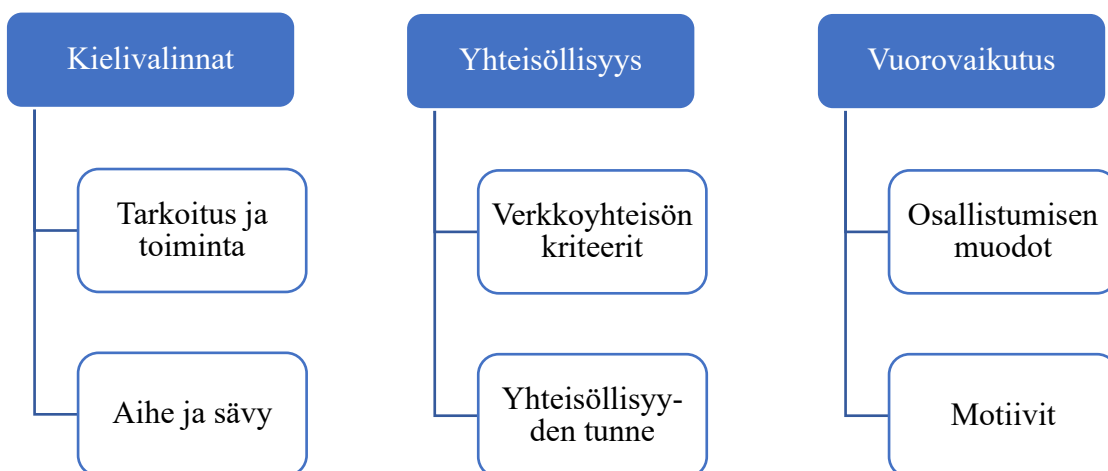 Kielivalinnat
Tarkoitus ja
toiminta
Aihe ja sävy
Yhteisöllisyys
Verkkoyhteisön
kriteerit
Yhteisöllisyy-
den tunne
Vuorovaikutus
Osallistumisen
muodot
Motiivit